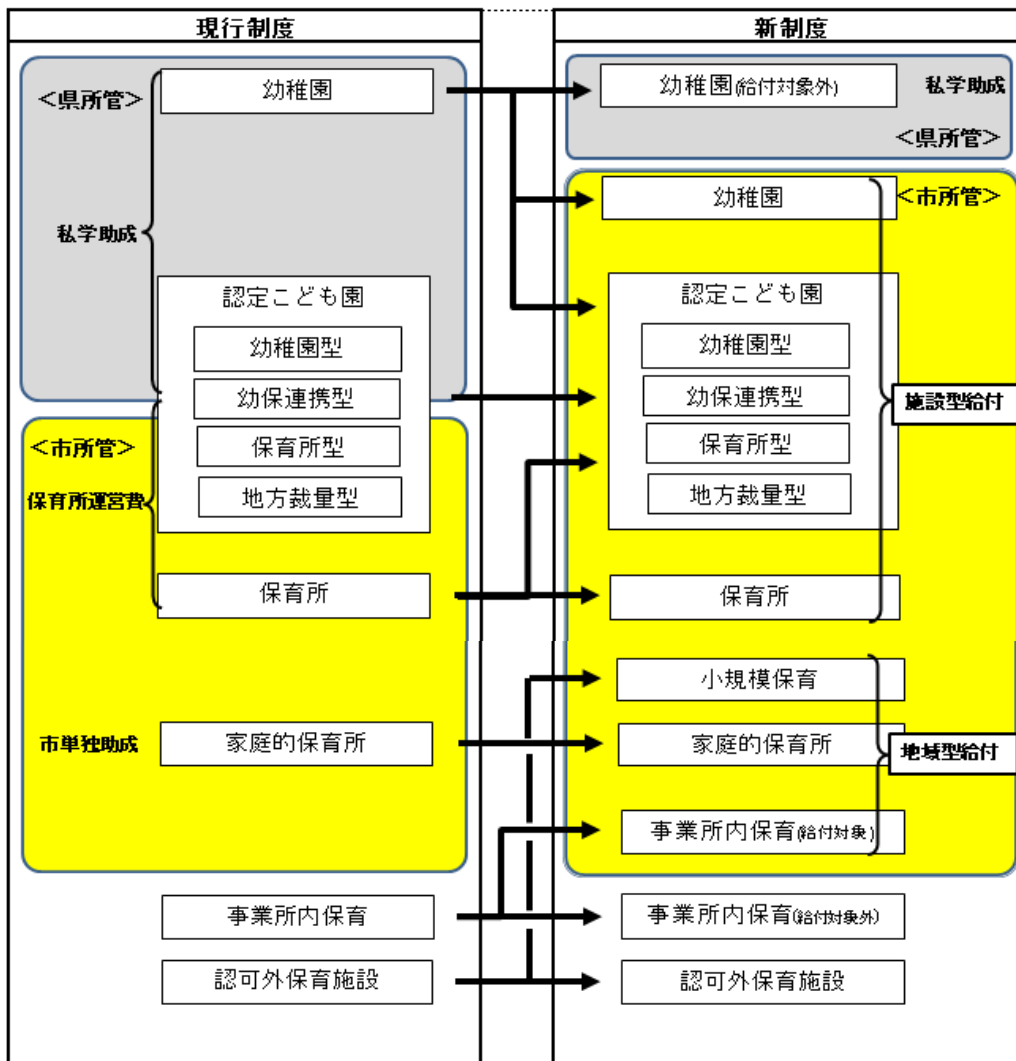 現行制度
<県所管>
幼稚園
私学助成
認定こども園
幼稚園型
幼保連携型
<市所管>
保育所型
保育所運営費
地方裁量型
保育所
市単独助成
家庭的保育所
事業所内保育
認可外保育施設
新制度
幼稚園(給付対象外)
私学助成
<県所管>
幼稚園
<市所管>
認定こども園
幼稚園型
幼保連携型
施設型給付
保育所型
地方裁量型
保育所
小規模保育
家庭的保育所
地域型給付
事業所内保育(給付対象)
事業所内保育(給付対象外)
認可外保育施設